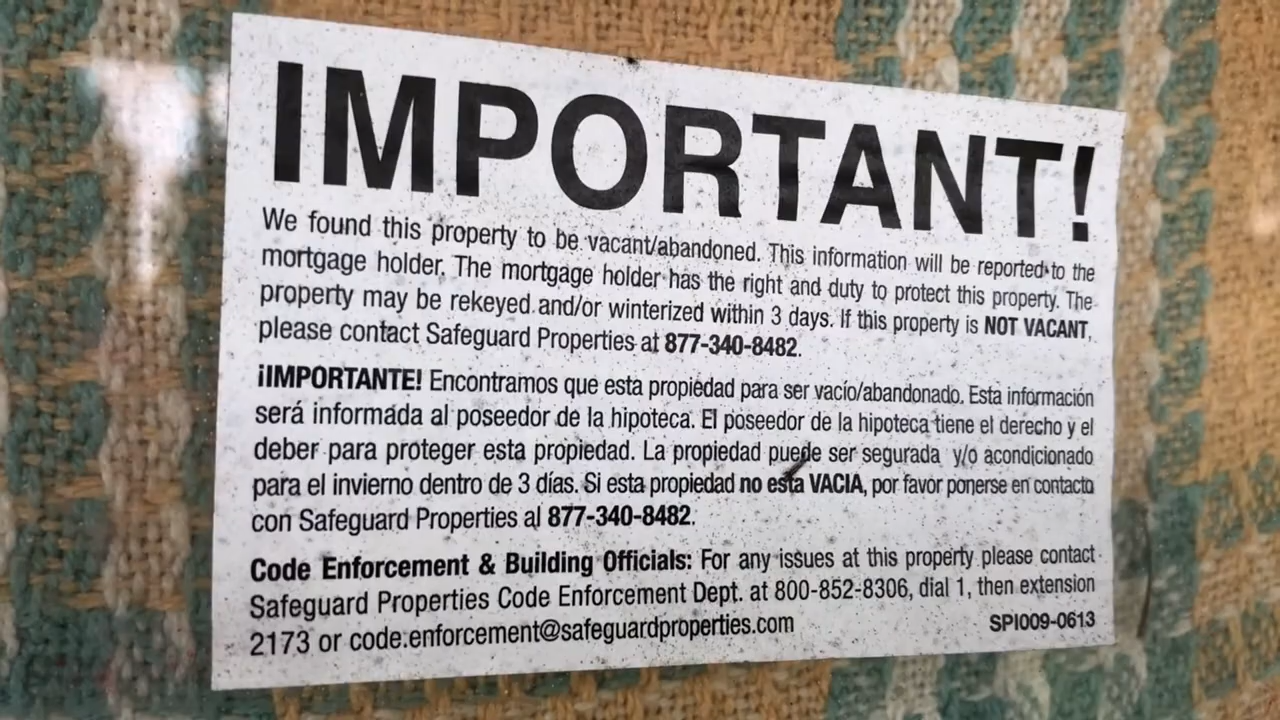 IMPORTANT!
We found this property to be vacant/abandoned. This information will be reported to the
mortgage holder. The mortgage holder has the right and duty to protect this property. The
property may be rekeyed and/or winterized within 3 days. If this property is NOT VACANT,
please contact Safeguard Properties at 877-340-8482.
¡IMPORTANTE! Encontramos que esta propiedad para ser vacío/abandonado. Esta información
será informada al poseedor de la hipoteca. El poseedor de la hipoteca tiene el derecho y el
deber para proteger esta propiedad. La propiedad puede ser segurada y/o acondicionado
para el invierno dentro de 3 días. Si esta propiedad no esta VACIA, por favor ponerse en contacto
con Safeguard Properties al 877-340-8482.
Code Enforcement & Building Officials: For any issues at this property please contact
Safeguard Properties Code Enforcement Dept. at 800-852-8306, dial 1, then extension
2173 or code.enforcement@safeguardproperties.com
SPI009-0613